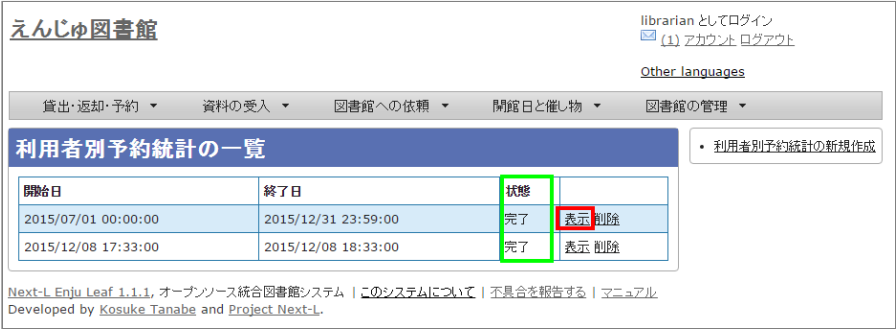 えんじゅ図書館
librarian としてログイン
(1) アカウント ログアウト
Other languages
貸出・返却・予約 ▼ 資料の受入 ▼ 図書館への依頼 ▼ 開館日と催し物 ▼ 図書館の管理 ▼
利用者別予約統計の一覧
• 利用者別予約統計の新規作成
開始日 終了日 状態
2015/07/01 00:00:00 2015/12/31 23:59:00 完了 表示 削除
2015/12/08 17:33:00 2015/12/08 18:33:00 完了 表示 削除
Next-L Enju Leaf 1.1.1, オープンソース統合図書館システム | このシステムについて | 不具合を報告する | マニュアル
Developed by Kosuke Tanabe and Project Next-L.